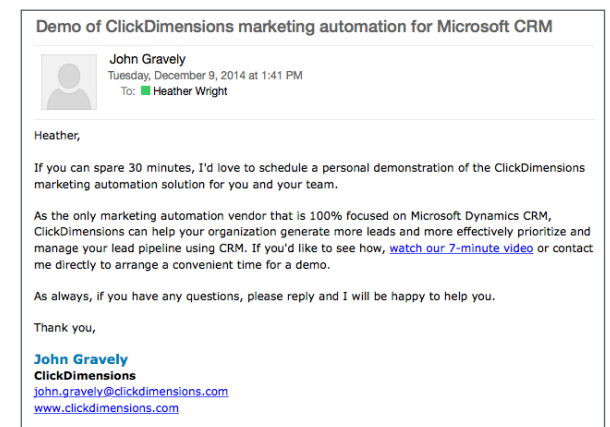 Demo of ClickDimensions marketing automation for Microsoft CRM
John Gravely
Tuesday, December 9, 2014 at 1:41 PM
To: Heather Wright
Heather,
If you can spare 30 minutes, I'd love to schedule a personal demonstration of the ClickDimensions
marketing automation solution for you and your team.
As the only marketing automation vendor that is 100% focused on Microsoft Dynamics CRM,
ClickDimensions can help your organization generate more leads and more effectively prioritize and
manage your lead pipeline using CRM. If you'd like to see how, watch our 7-minute video or contact
me directly to arrange a convenient time for a demo.
As always, if you have any questions, please reply and I will be happy to help you.
Thank you,
John Gravely
ClickDimensions
john.gravely@clickdimensions.com
www.clickdimensions.com